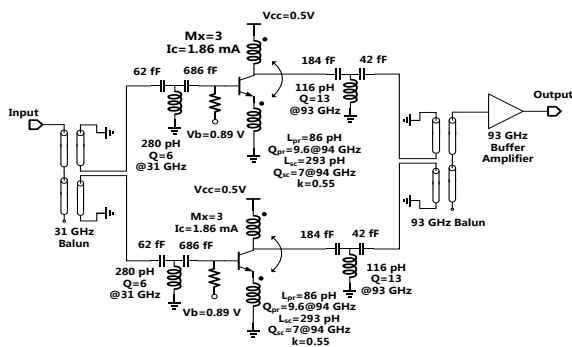 Vcc=0.5V
Mx=3
Ic=1.86 mA
62 fF
686 fF
184 fF
42 fF
116 pH
Q=13
@93 GHz
Input
Output
280 pH
Q=6
@31 GHz
Vb=0.89 V
Lpr=86 pH
Qpr=9.6@94 GHz
Lsc=293 pH
Qsc=7@94 GHz
k=0.55
93 GHz
Buffer
Amplifier
31 GHz
Balun
93 GHz Balun
Vcc=0.5V
Mx=3
Ic=1.86 mA
62 fF
686 fF
184 fF
42 fF
280 pH
Q=6
@31 GHz
Vb=0.89 V
116 pH
Q=13
@93 GHz
Lpr=86 pH
Qpr=9.6@94 GHz
Lsc=293 pH
Qsc=7@94 GHz
k=0.55